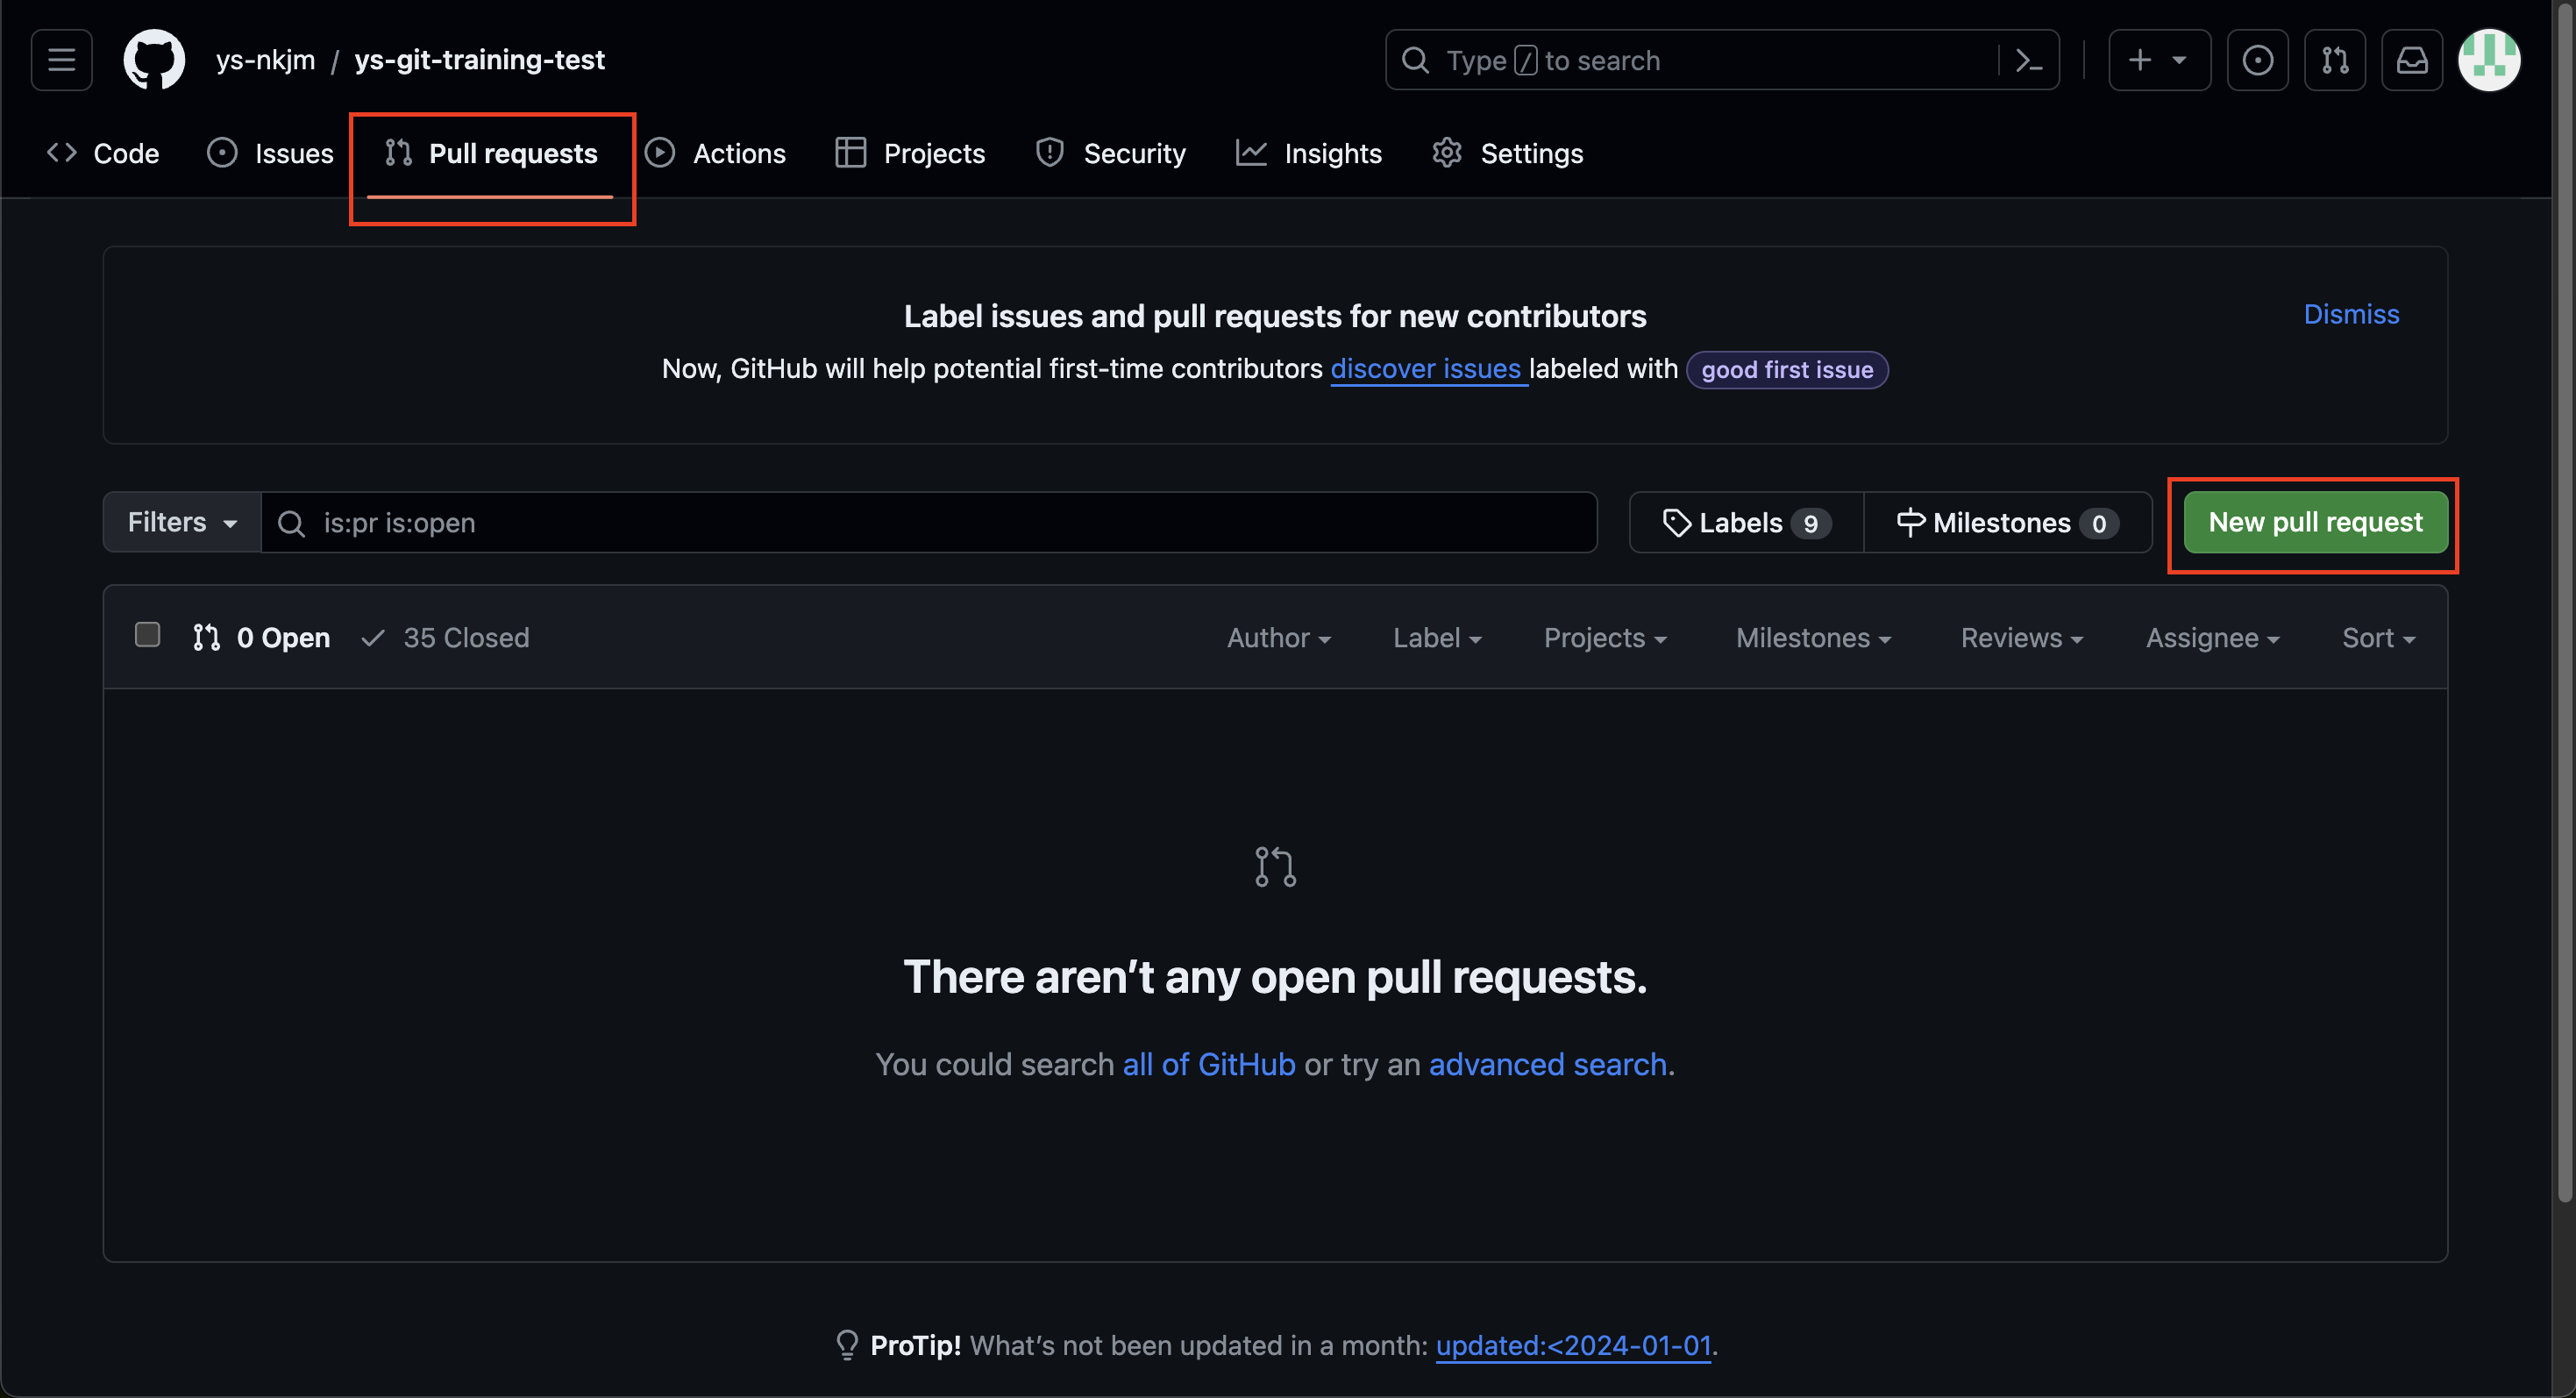 ys-nkjm / ys-git-training-test
Type / to search
Code Issues Pull requests Actions Projects Security Insights Settings
Label issues and pull requests for new contributors
Dismiss
Now, GitHub will help potential first-time contributors discover issues labeled with good first issue
Filters is:pr is:open Labels 9 Milestones 0 New pull request
0 Open 35 Closed Author Label Projects Milestones Reviews Assignee Sort
There aren’t any open pull requests.
You could search all of GitHub or try an advanced search.
ProTip! What’s not been updated in a month: updated:<2024-01-01.